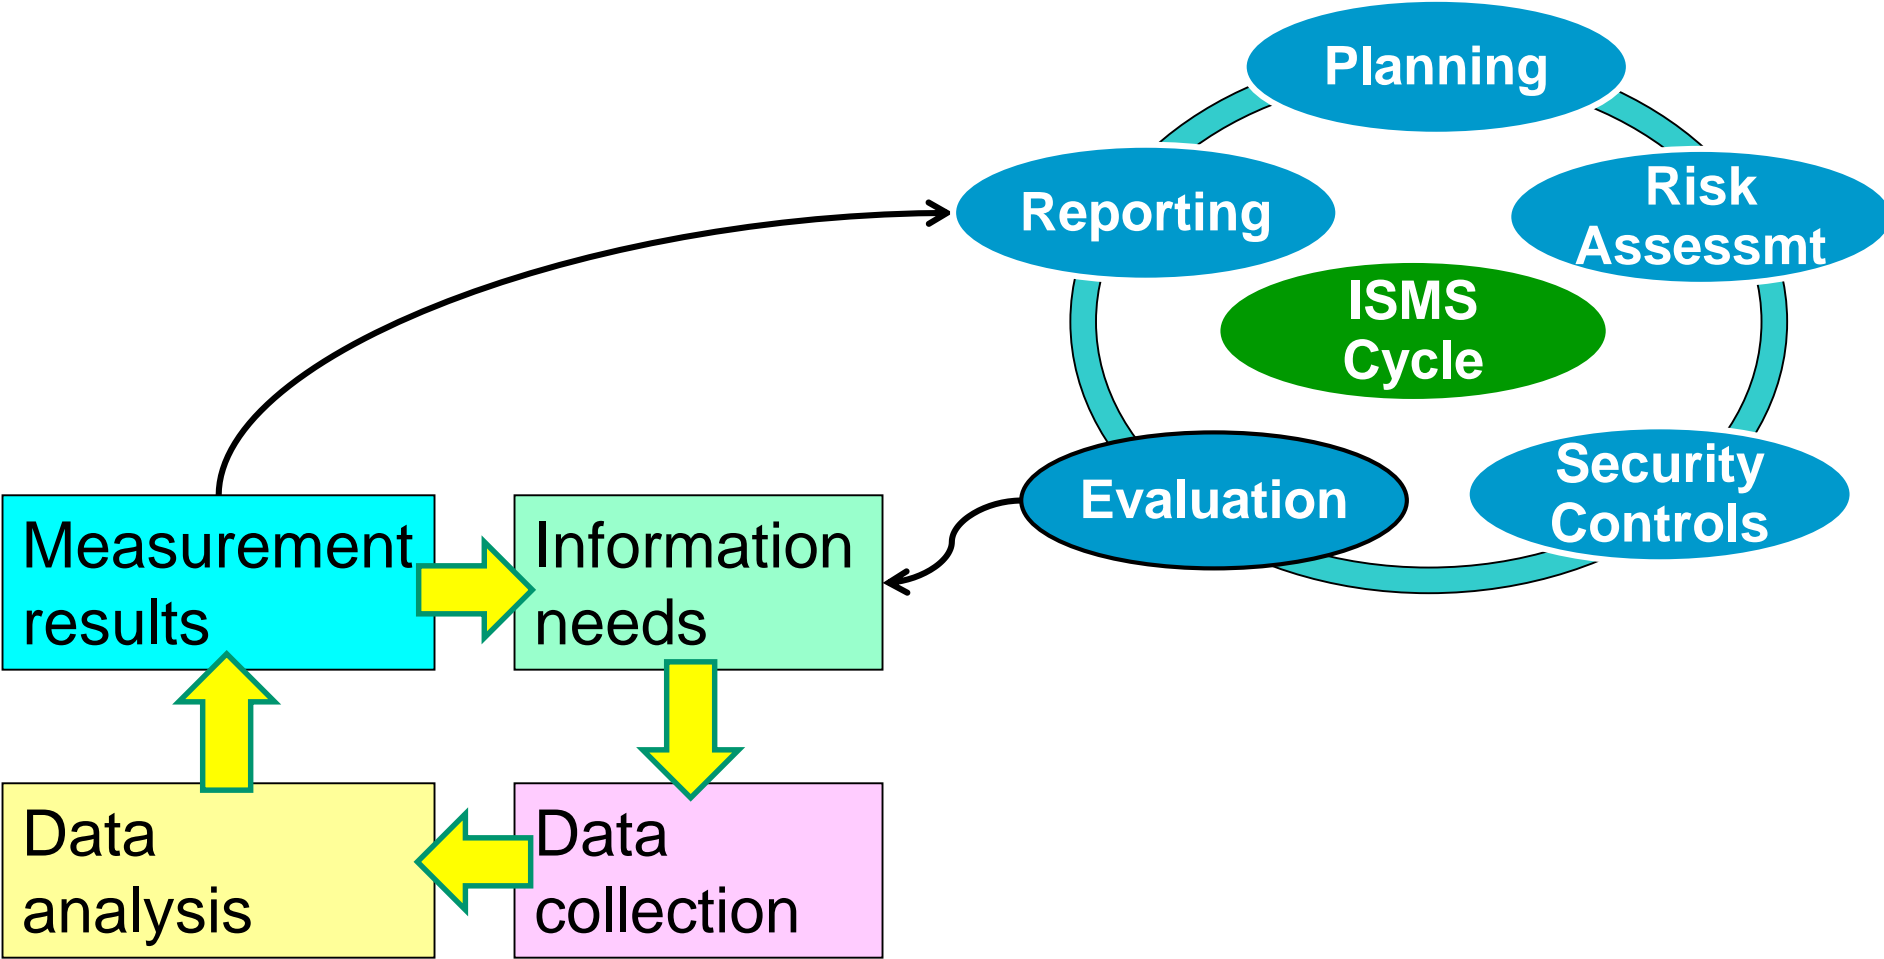 Planning
Reporting
Risk
Assessmt
ISMS
Cycle
Evaluation
Security
Controls
Measurement
results
Information
needs
Data
analysis
Data
collection